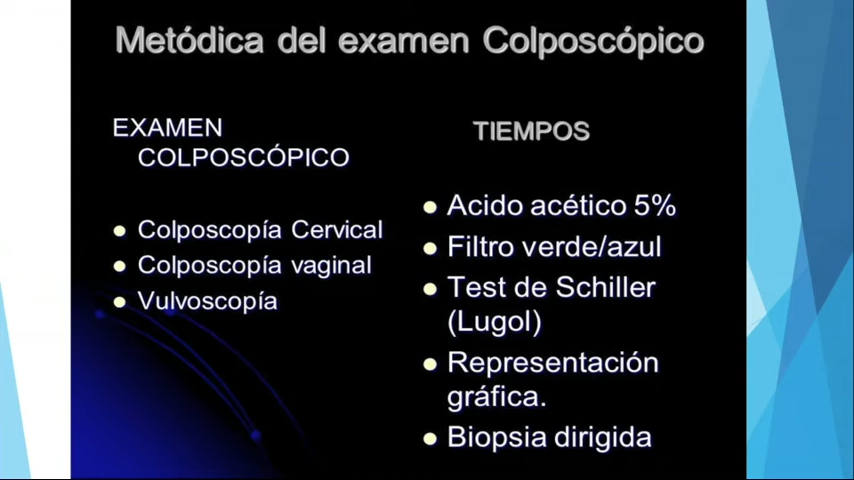 Metódica del examen Colposcópico
EXAMEN
COLPOSCÓPICO
● Colposcopía Cervical
● Colposcopía vaginal
● Vulvoscopía
TIEMPOS
● Acido acético 5%
● Filtro verde/azul
● Test de Schiller
(Lugol)
● Representación
gráfica.
● Biopsia dirigida